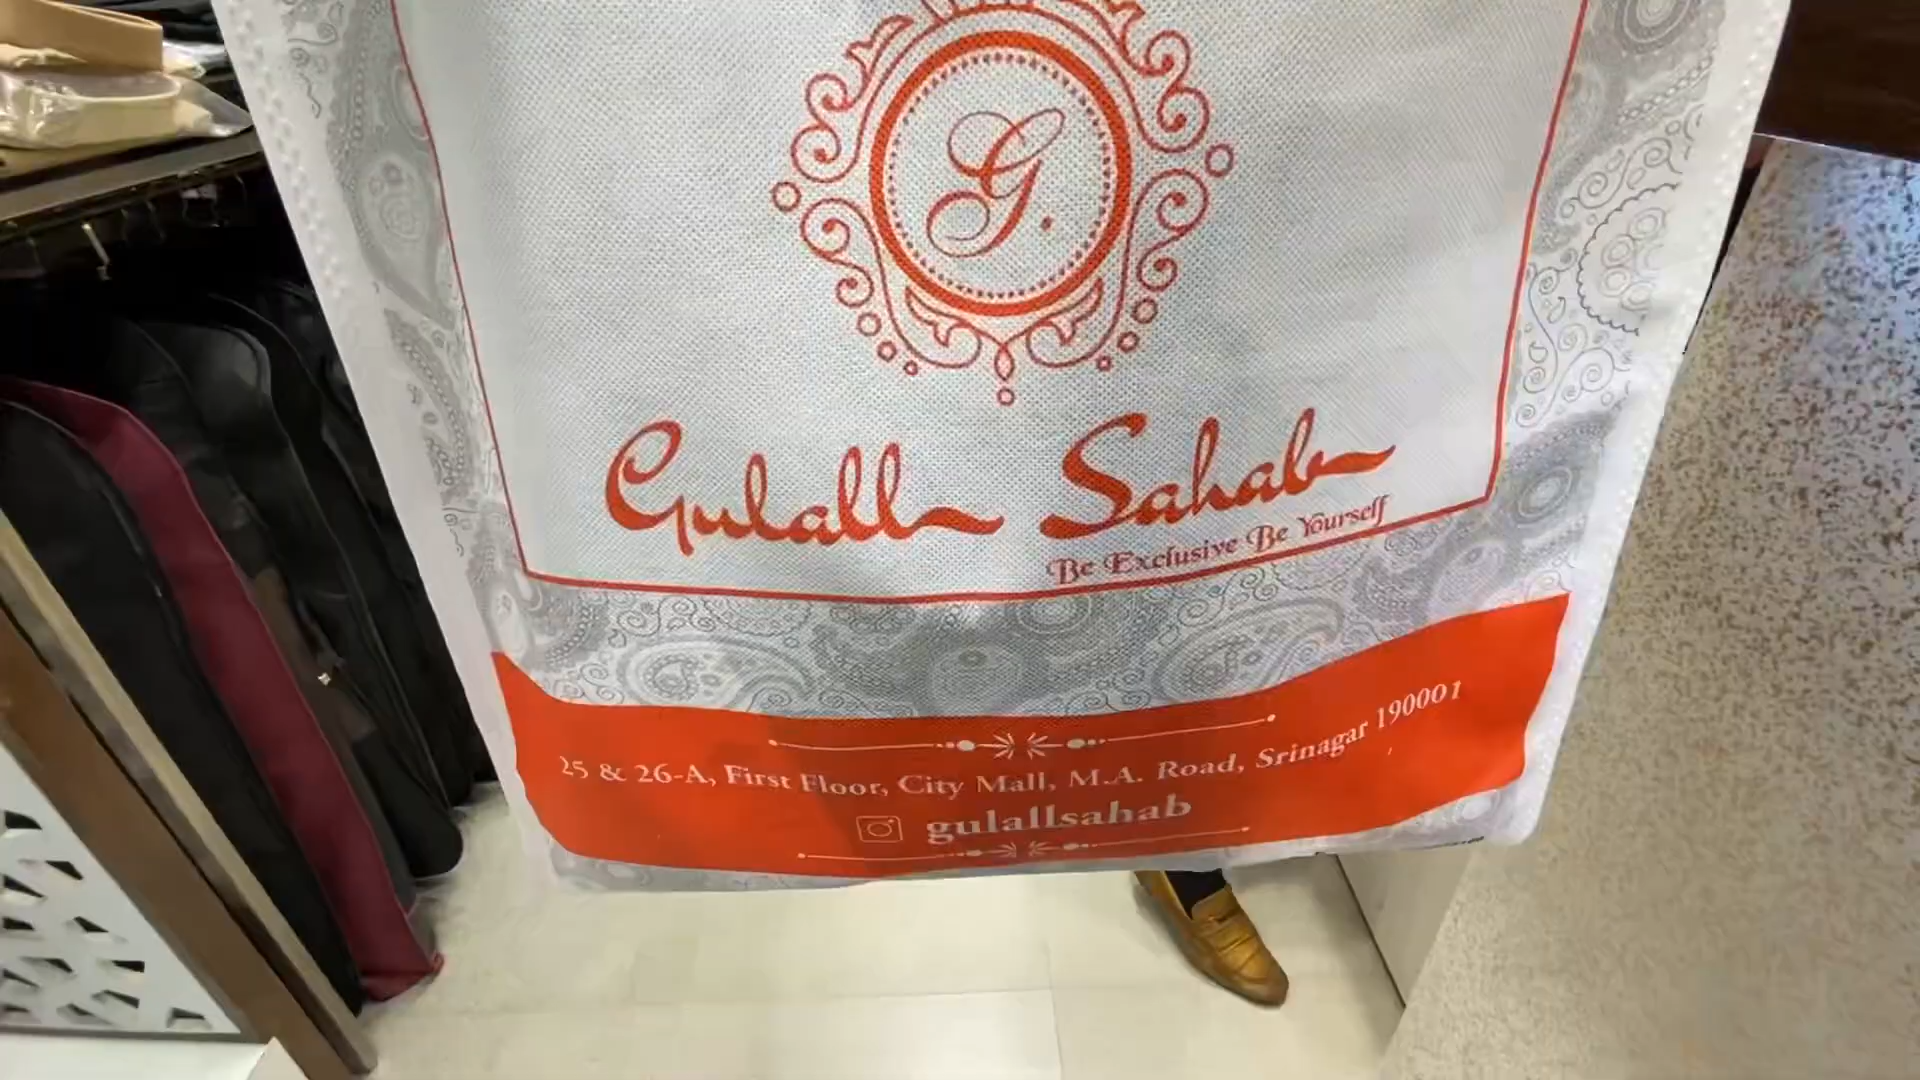 G.
Gulall Sahab
Be Exclusive Be Yourself
25 & 26-A, First Floor, City Mall, M.A. Road, Srinagar 190001
gulallsahab